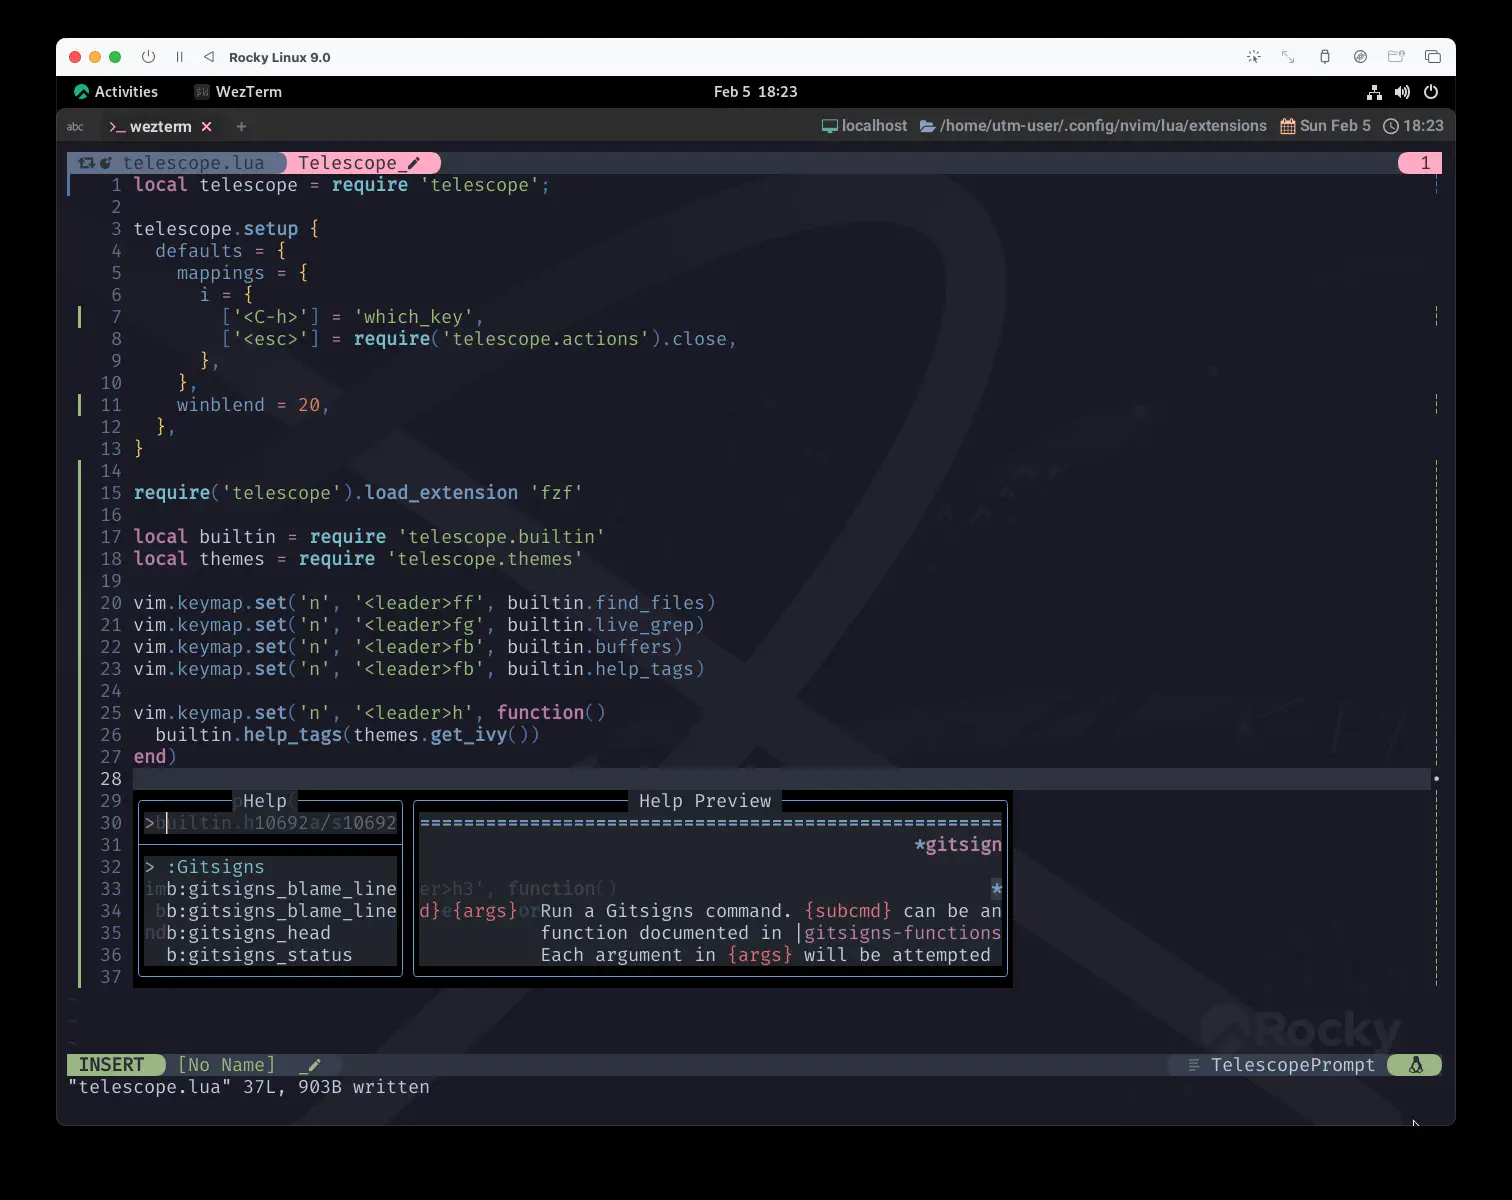 Rocky Linux 9.0
Activities WezTerm Feb 5 18:23
abc >_ wezterm × + localhost /home/utm-user/.config/nvim/lua/extensions Sun Feb 5 18:23
telescope.lua Telescope_ 1
1 local telescope = require 'telescope';
2
3 telescope.setup {
4 defaults = {
5 mappings = {
6 i = {
7 ['<C-h>'] = 'which_key',
8 ['<esc>'] = require('telescope.actions').close,
9 },
10 },
11 winblend = 20,
12 },
13 }
14
15 require('telescope').load_extension 'fzf'
16
17 local builtin = require 'telescope.builtin'
18 local themes = require 'telescope.themes'
19
20 vim.keymap.set('n', '<leader>ff', builtin.find_files)
21 vim.keymap.set('n', '<leader>fg', builtin.live_grep)
22 vim.keymap.set('n', '<leader>fb', builtin.buffers)
23 vim.keymap.set('n', '<leader>fb', builtin.help_tags)
24
25 vim.keymap.set('n', '<leader>h', function()
26 builtin.help_tags(themes.get_ivy())
27 end)
28
29 Help Help Preview
30 > 10692/10692 =====================================================
31 *gitsign
32 > :Gitsigns
33 b:gitsigns_blame_line er>h3', function() *
34 b:gitsigns_blame_line d} {args} Run a Gitsigns command. {subcmd} can be an
35 b:gitsigns_head function documented in |gitsigns-functions
36 b:gitsigns_status Each argument in {args} will be attempted
37
~
~
~
Rocky
INSERT [No Name] _ TelescopePrompt
"telescope.lua" 37L, 903B written